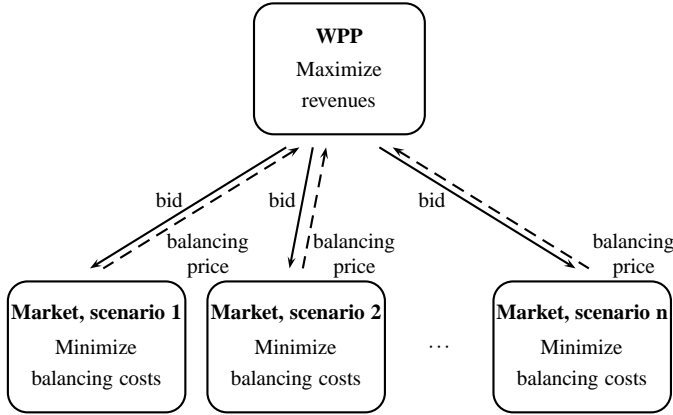 WPP
Maximize
revenues
bid
bid
bid
balancing
price
balancing
price
balancing
price
Market, scenario 1
Minimize
balancing costs
Market, scenario 2
Minimize
balancing costs
...
Market, scenario n
Minimize
balancing costs